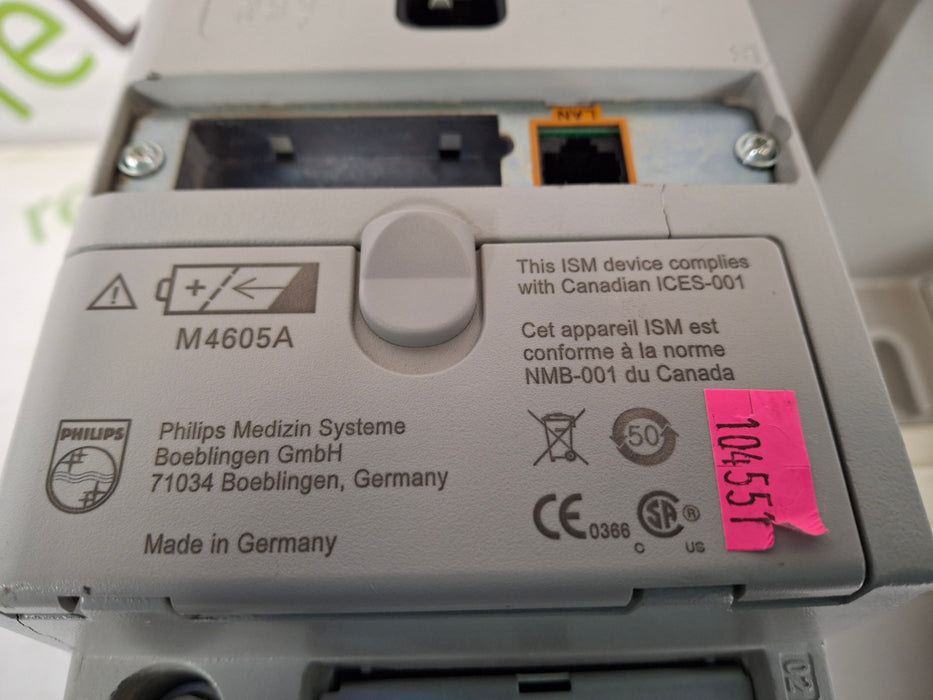 LAN
This ISM device complies
with Canadian ICES-001
M4605A
Cet appareil ISM est
conforme à la norme
NMB-001 du Canada
PHILIPS
Philips Medizin Systeme
Boeblingen GmbH
71034 Boeblingen, Germany
50
104551
CE 0366
SA ®
C US
Made in Germany
02